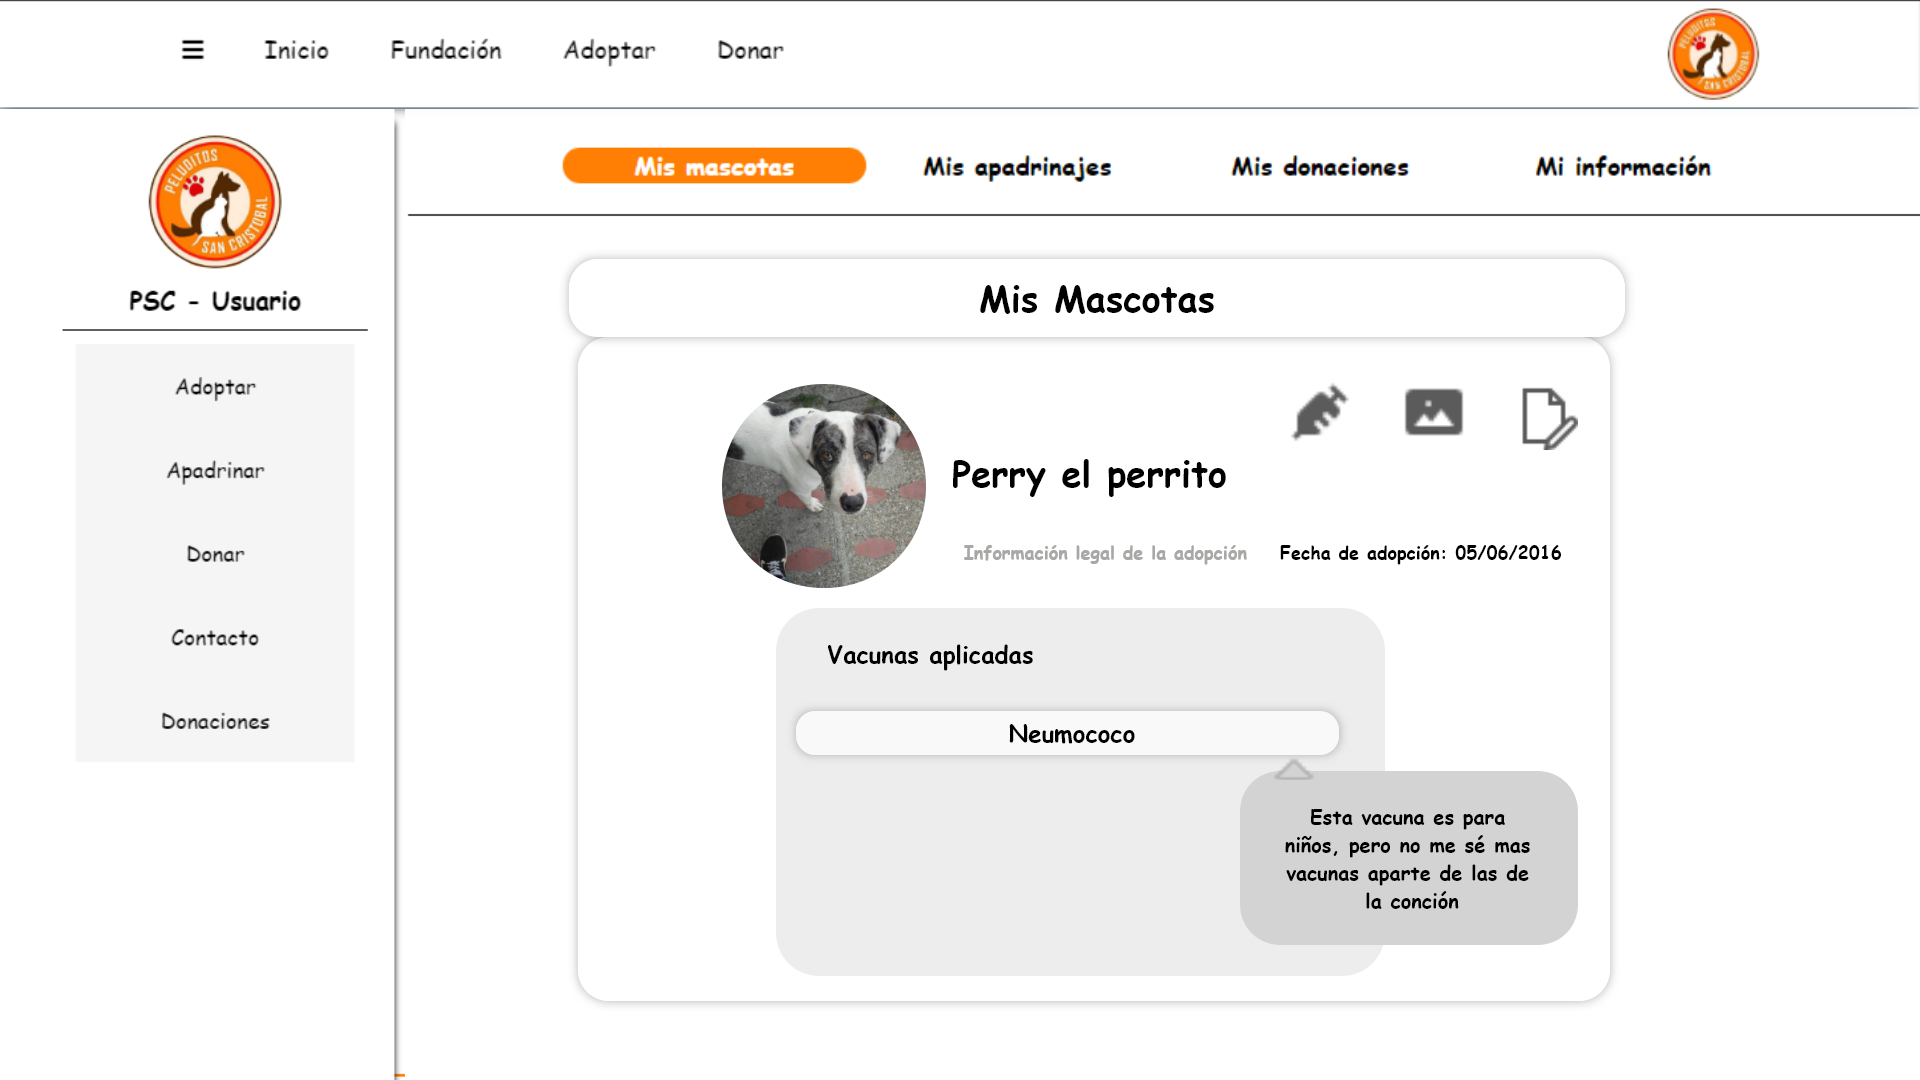 Inicio Fundación Adoptar Donar
PELUDITOS
SAN CRISTOBAL
PELUDITOS
SAN CRISTOBAL
PSC - Usuario
Adoptar
Apadrinar
Donar
Contacto
Donaciones
Mis mascotas Mis apadrinajes Mis donaciones Mi información
Mis Mascotas
Perry el perrito
Información legal de la adopción Fecha de adopción: 05/06/2016
Vacunas aplicadas
Neumococo
Esta vacuna es para
niños, pero no me sé mas
vacunas aparte de las de
la conción